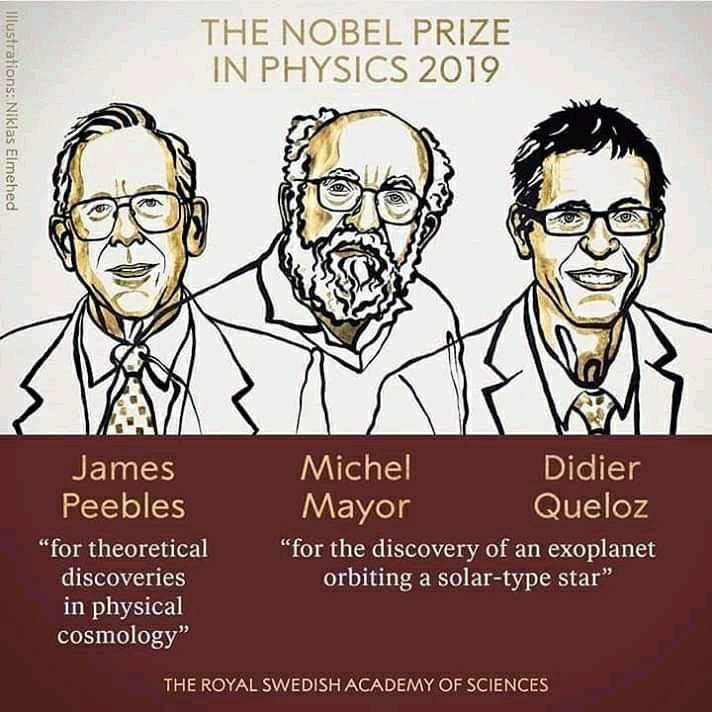 Illustrations: Niklas Elmehed
THE NOBEL PRIZE
IN PHYSICS 2019
James
Peebles
“for theoretical
discoveries
in physical
cosmology”
Michel
Mayor
Didier
Queloz
“for the discovery of an exoplanet
orbiting a solar-type star”
THE ROYAL SWEDISH ACADEMY OF SCIENCES